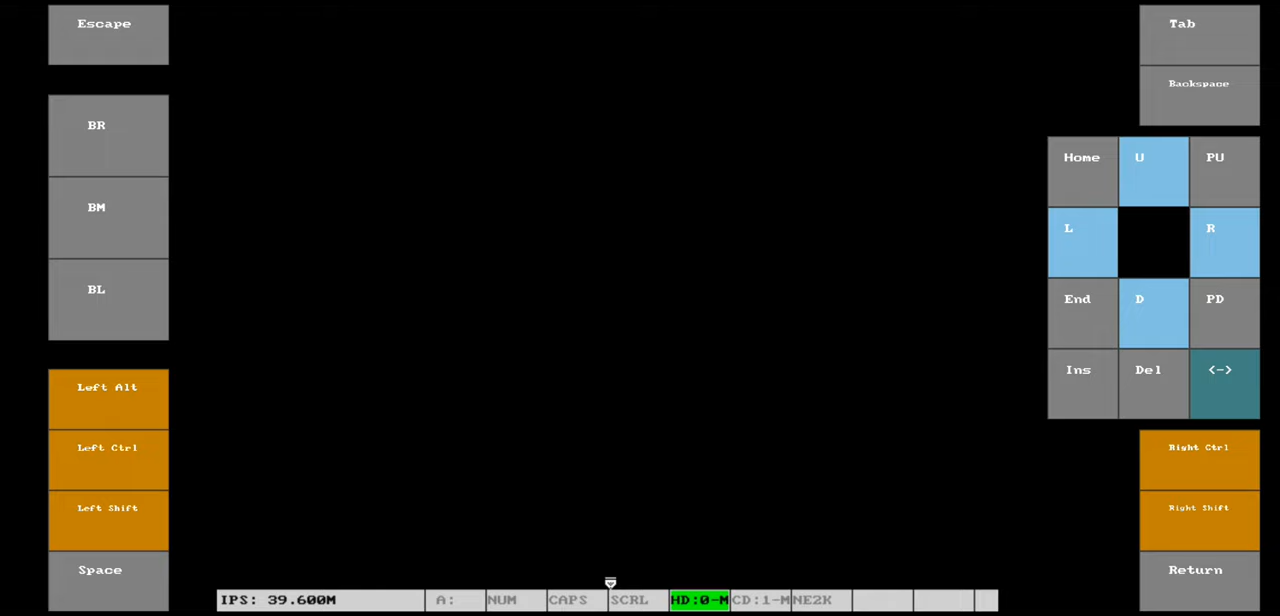 Escape
Tab
Backspace
BR
BM
BL
Home U PU
L R
End D PD
Ins Del <->
Left Alt
Left Ctrl
Left Shift
Space
Right Ctrl
Right Shift
Return
IPS: 39.600M A: NUM CAPS SCRL HD:0-M CD:1-M NE2K